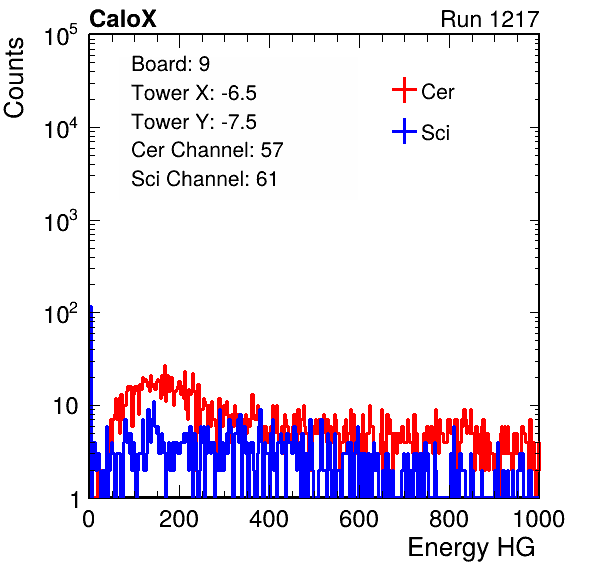 CaloX Run 1217
Counts
Board: 9
Tower X: -6.5
Tower Y: -7.5
Cer Channel: 57
Sci Channel: 61
Cer
Sci
10^5
10^4
10^3
10^2
10
1
0 200 400 600 800 1000
Energy HG